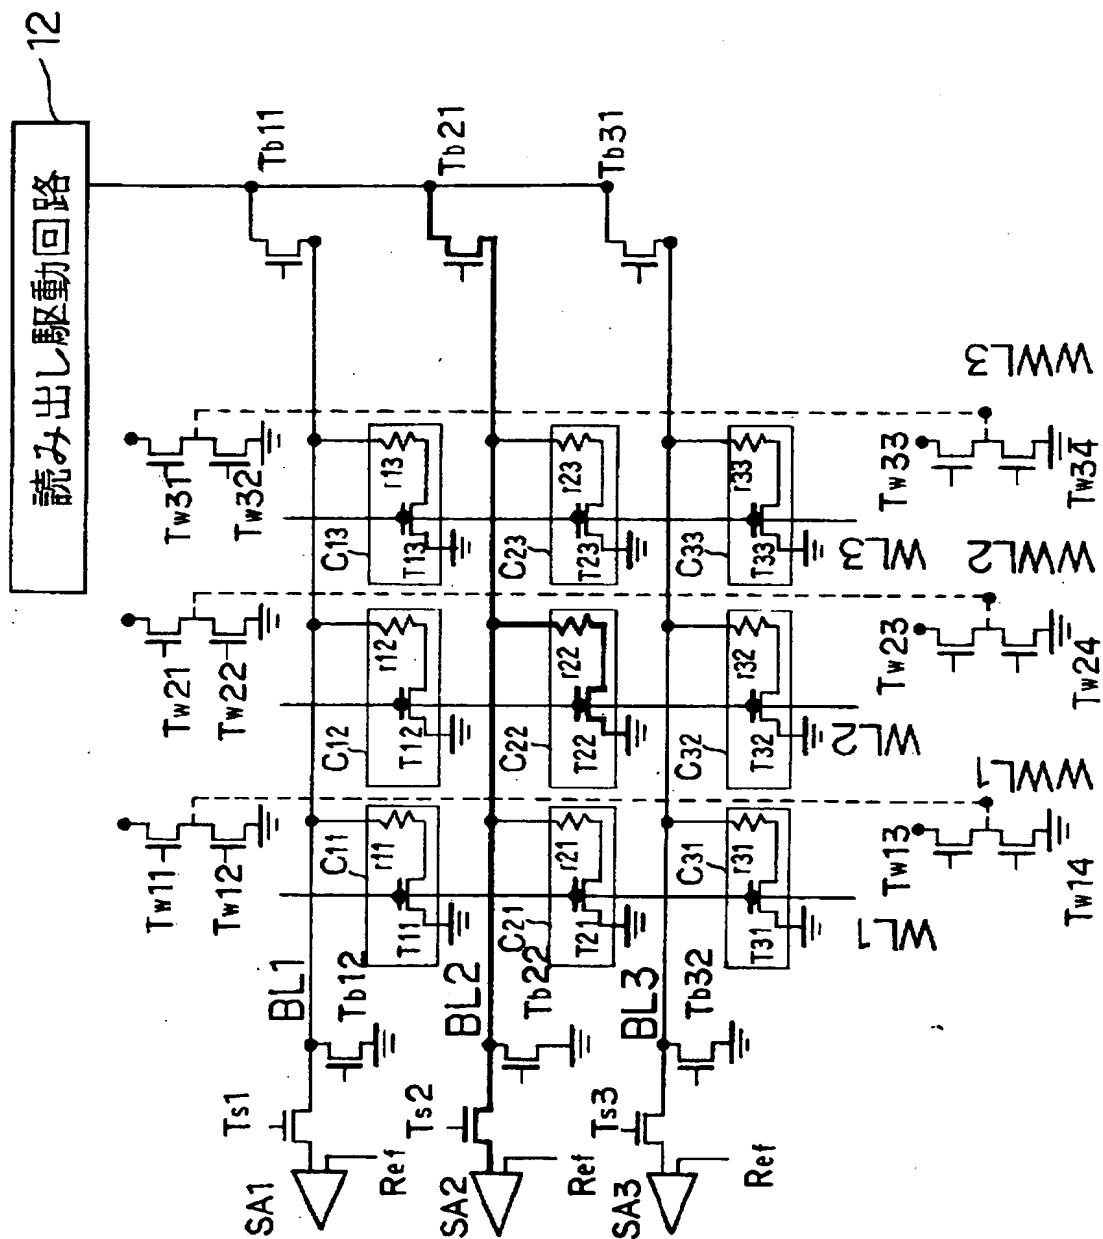 12
読み出し駆動回路
Tb11
Tb21
Tb31
Tw31
Tw32
Tw21
Tw22
Tw11
Tw12
C13
r13
T13
C23
r23
T23
C33
r33
T33
C12
r12
T12
C22
r22
T22
C32
r32
T32
C11
r11
T11
C21
r21
T21
C31
r31
T31
WL3
WL2
WL1
WWL3
WWL2
WWL1
Tw33
Tw34
Tw23
Tw24
Tw13
Tw14
BL1
Tb12
BL2
Tb22
BL3
Tb32
Ts1
Ts2
Ts3
SA1
Ref
SA2
Ref
SA3
Ref